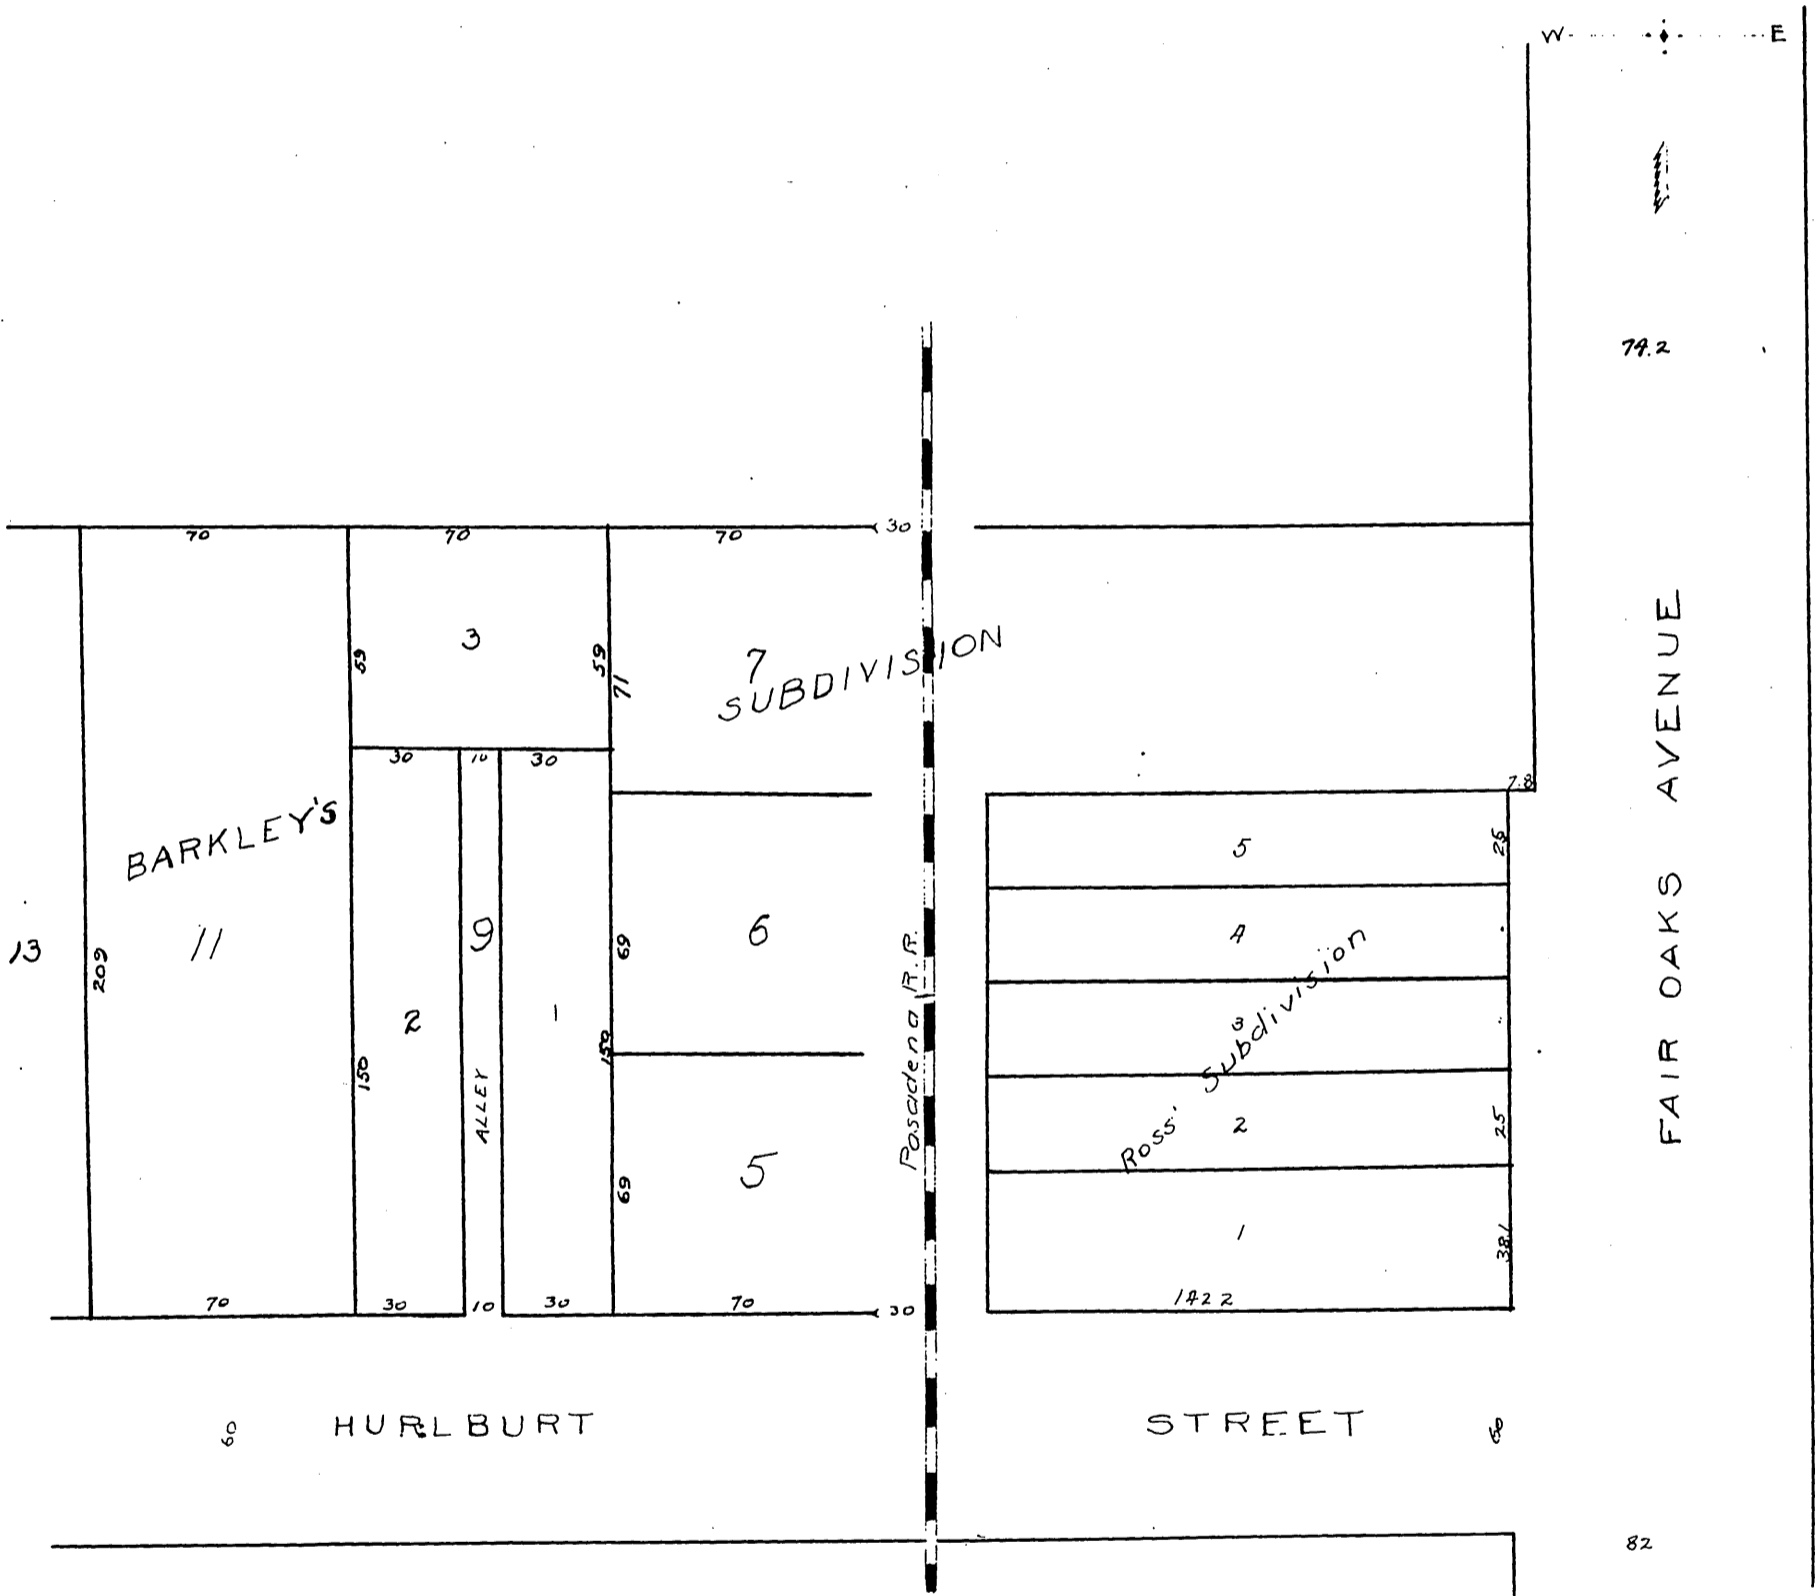 W E
74.2
70 70 70 30
3
59 59
71
7
BARKLEY'S SUBDIVISION
30 10 30
7.8
5
25
13
209
11
9
6
69
4
2
1
150 150
ALLEY
Pasadena R.R.
3
Ross. Subdivision
2
25
69
5
1
38.1
70 30 10 30 70 30
142 2
HURLBURT STREET
60 60
FAIR OAKS AVENUE
82